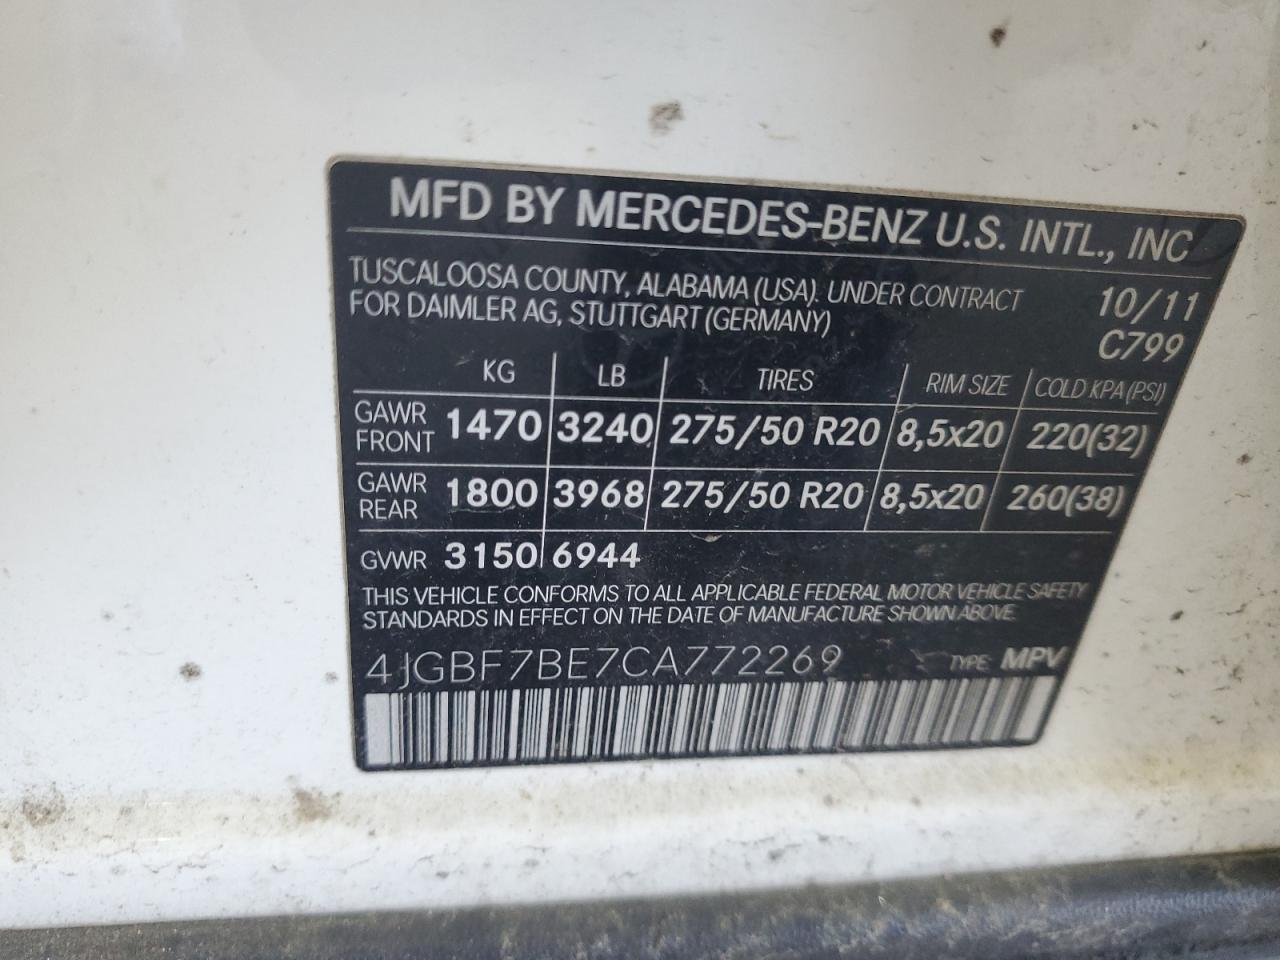 MFD BY MERCEDES-BENZ U.S. INTL., INC
TUSCALOOSA COUNTY, ALABAMA (USA). UNDER CONTRACT 10/11
FOR DAIMLER AG, STUTTGART (GERMANY) C799
KG LB TIRES RIM SIZE COLD KPA (PSI)
GAWR FRONT 1470 3240 275/50 R20 8,5x20 220(32)
GAWR REAR 1800 3968 275/50 R20 8,5x20 260(38)
GVWR 3150 6944
THIS VEHICLE CONFORMS TO ALL APPLICABLE FEDERAL MOTOR VEHICLE SAFETY
STANDARDS IN EFFECT ON THE DATE OF MANUFACTURE SHOWN ABOVE.
4JGBF7BE7CA772269 TYPE: MPV